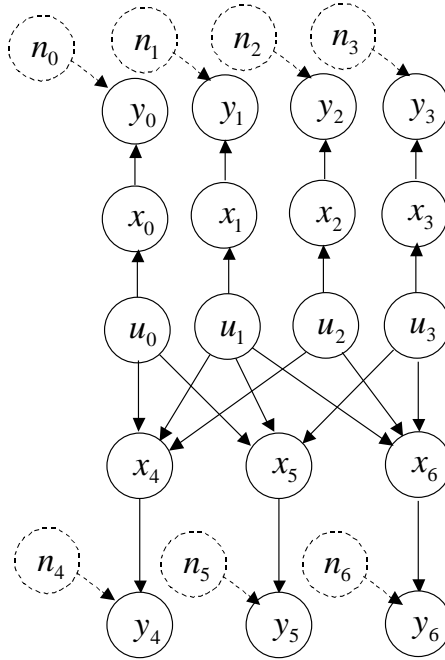 n₀ n₁ n₂ n₃
y₀ y₁ y₂ y₃
x₀ x₁ x₂ x₃
u₀ u₁ u₂ u₃
x₄ x₅ x₆
n₄ n₅ n₆
y₄ y₅ y₆